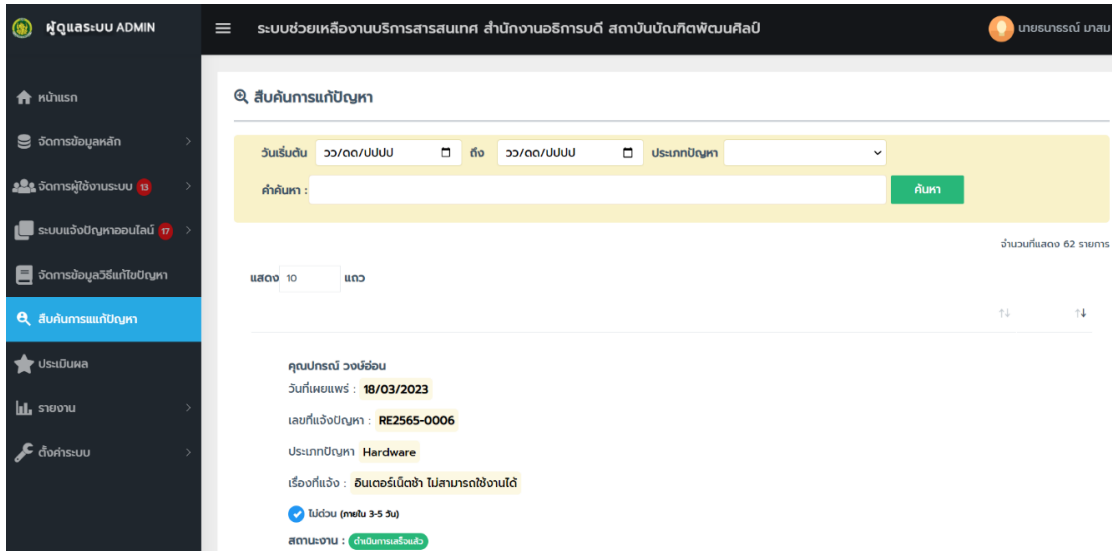 ผู้ดูแลระบบ ADMIN
ระบบช่วยเหลืองานบริการสารสนเทศ สำนักงานอธิการบดี สถาบันบัณฑิตพัฒนศิลป์
นายธนาธรณ์ มาสม
หน้าแรก
จัดการข้อมูลหลัก
จัดการผู้ใช้งานระบบ 13
ระบบแจ้งปัญหาออนไลน์ 17
จัดการข้อมูลวิธีแก้ไขปัญหา
สืบค้นการแแก้ปัญหา
ประเมินผล
รายงาน
ตั้งค่าระบบ
สืบค้นการแก้ปัญหา
วันเริ่มต้น วว/ดด/ปปปป ถึง วว/ดด/ปปปป ประเภทปัญหา
คำค้นหา : ค้นหา
จำนวนที่แสดง 62 รายการ
แสดง 10 แถว
คุณปกรณ์ วงษ์อ่อน
วันที่เผยแพร่ : 18/03/2023
เลขที่แจ้งปัญหา : RE2565-0006
ประเภทปัญหา Hardware
เรื่องที่แจ้ง : อินเตอร์เน็ตช้า ไม่สามารถใช้งานได้
ไม่ด่วน (ภายใน 3-5 วัน)
สถานะงาน : ดำเนินการเสร็จแล้ว